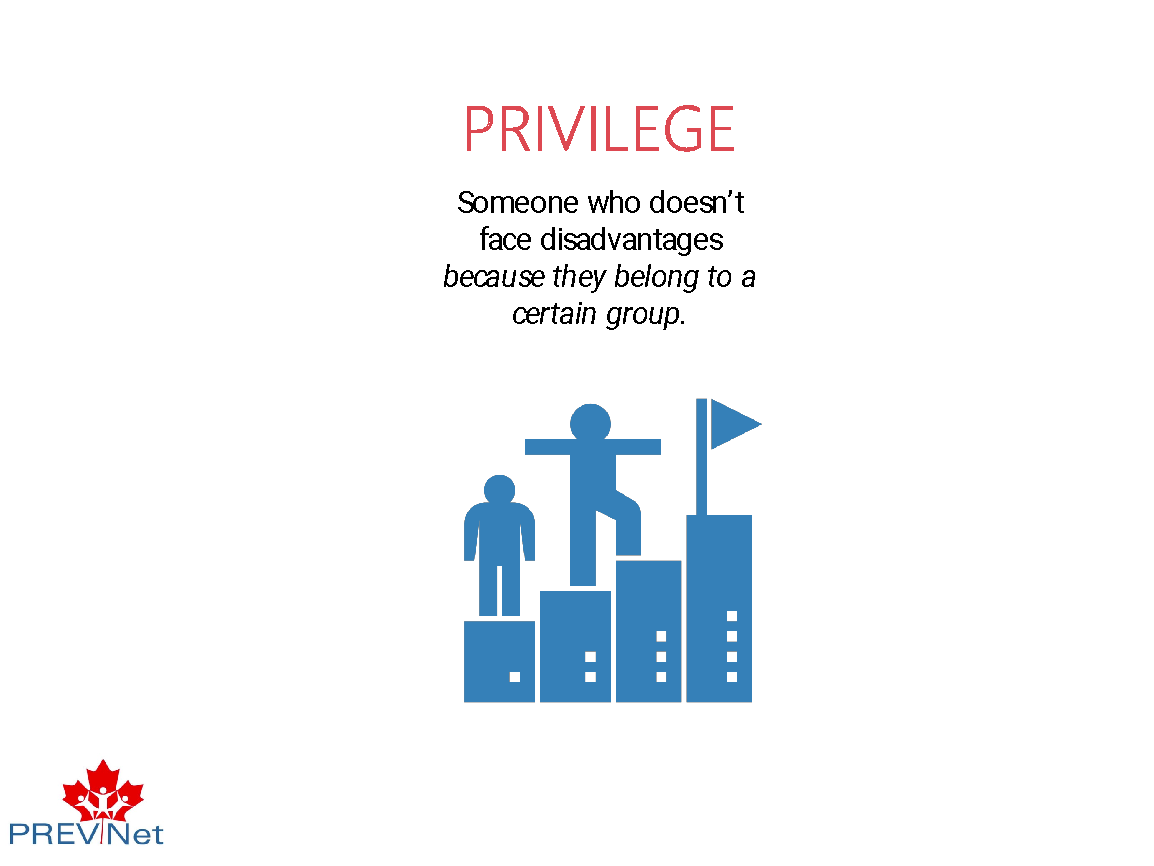 PRIVILEGE
Someone who doesn’t
face disadvantages
because they belong to a
certain group.
PREVNet